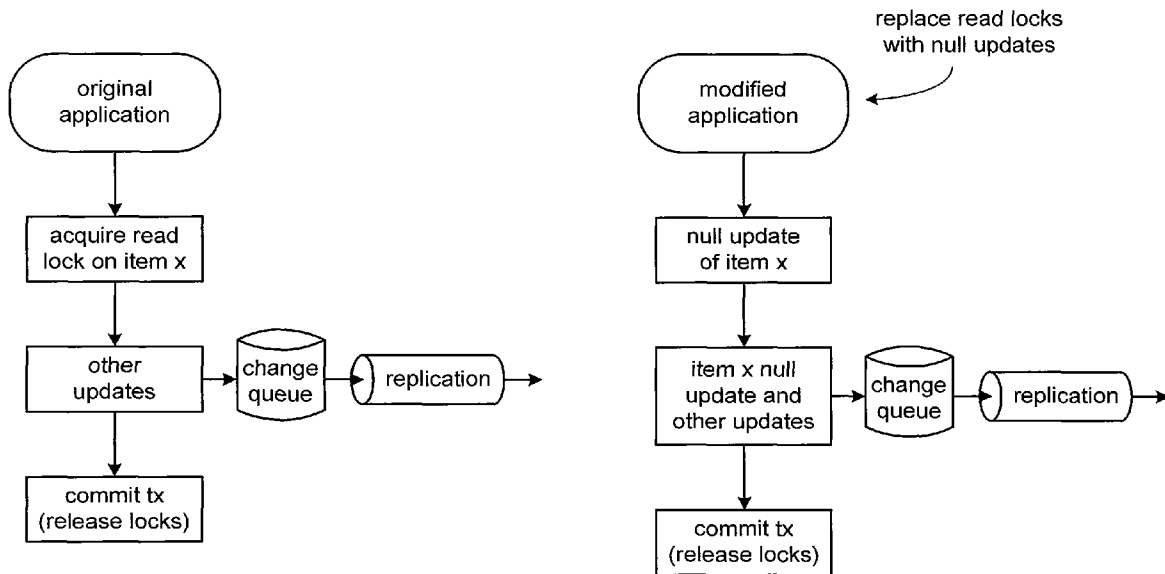 original
application
acquire read
lock on item x
other
updates
change
queue
replication
commit tx
(release locks)
replace read locks
with null updates
modified
application
null update
of item x
item x null
update and
other updates
change
queue
replication
commit tx
(release locks)